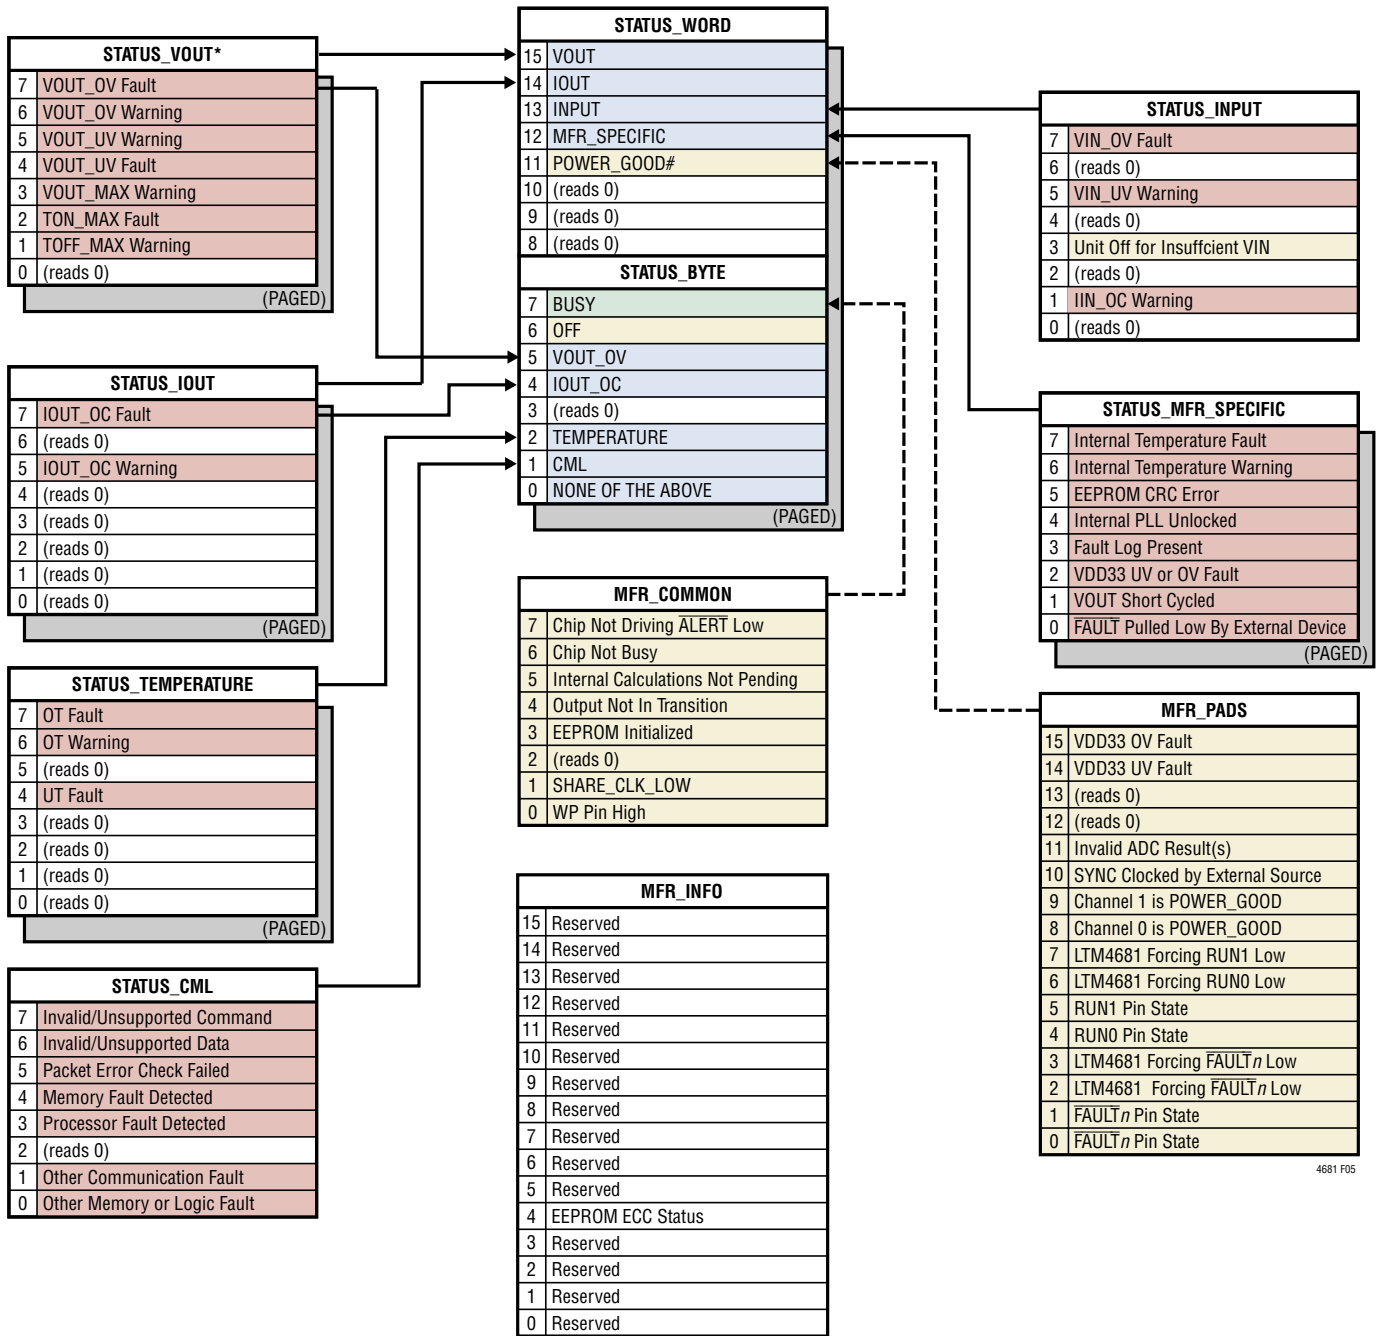 STATUS_VOUT*
7 VOUT_OV Fault
6 VOUT_OV Warning
5 VOUT_UV Warning
4 VOUT_UV Fault
3 VOUT_MAX Warning
2 TON_MAX Fault
1 TOFF_MAX Warning
0 (reads 0)
(PAGED)
STATUS_IOUT
7 IOUT_OC Fault
6 (reads 0)
5 IOUT_OC Warning
4 (reads 0)
3 (reads 0)
2 (reads 0)
1 (reads 0)
0 (reads 0)
(PAGED)
STATUS_TEMPERATURE
7 OT Fault
6 OT Warning
5 (reads 0)
4 UT Fault
3 (reads 0)
2 (reads 0)
1 (reads 0)
0 (reads 0)
(PAGED)
STATUS_CML
7 Invalid/Unsupported Command
6 Invalid/Unsupported Data
5 Packet Error Check Failed
4 Memory Fault Detected
3 Processor Fault Detected
2 (reads 0)
1 Other Communication Fault
0 Other Memory or Logic Fault
STATUS_WORD
15 VOUT
14 IOUT
13 INPUT
12 MFR_SPECIFIC
11 POWER_GOOD#
10 (reads 0)
9 (reads 0)
8 (reads 0)
STATUS_BYTE
7 BUSY
6 OFF
5 VOUT_OV
4 IOUT_OC
3 (reads 0)
2 TEMPERATURE
1 CML
0 NONE OF THE ABOVE
(PAGED)
MFR_COMMON
7 Chip Not Driving ALERT Low
6 Chip Not Busy
5 Internal Calculations Not Pending
4 Output Not In Transition
3 EEPROM Initialized
2 (reads 0)
1 SHARE_CLK_LOW
0 WP Pin High
MFR_INFO
15 Reserved
14 Reserved
13 Reserved
12 Reserved
11 Reserved
10 Reserved
9 Reserved
8 Reserved
7 Reserved
6 Reserved
5 Reserved
4 EEPROM ECC Status
3 Reserved
2 Reserved
1 Reserved
0 Reserved
STATUS_INPUT
7 VIN_OV Fault
6 (reads 0)
5 VIN_UV Warning
4 (reads 0)
3 Unit Off for Insuffcient VIN
2 (reads 0)
1 IIN_OC Warning
0 (reads 0)
STATUS_MFR_SPECIFIC
7 Internal Temperature Fault
6 Internal Temperature Warning
5 EEPROM CRC Error
4 Internal PLL Unlocked
3 Fault Log Present
2 VDD33 UV or OV Fault
1 VOUT Short Cycled
0 FAULT Pulled Low By External Device
(PAGED)
MFR_PADS
15 VDD33 OV Fault
14 VDD33 UV Fault
13 (reads 0)
12 (reads 0)
11 Invalid ADC Result(s)
10 SYNC Clocked by External Source
9 Channel 1 is POWER_GOOD
8 Channel 0 is POWER_GOOD
7 LTM4681 Forcing RUN1 Low
6 LTM4681 Forcing RUN0 Low
5 RUN1 Pin State
4 RUN0 Pin State
3 LTM4681 Forcing FAULTn Low
2 LTM4681 Forcing FAULTn Low
1 FAULTn Pin State
0 FAULTn Pin State
4681 F05